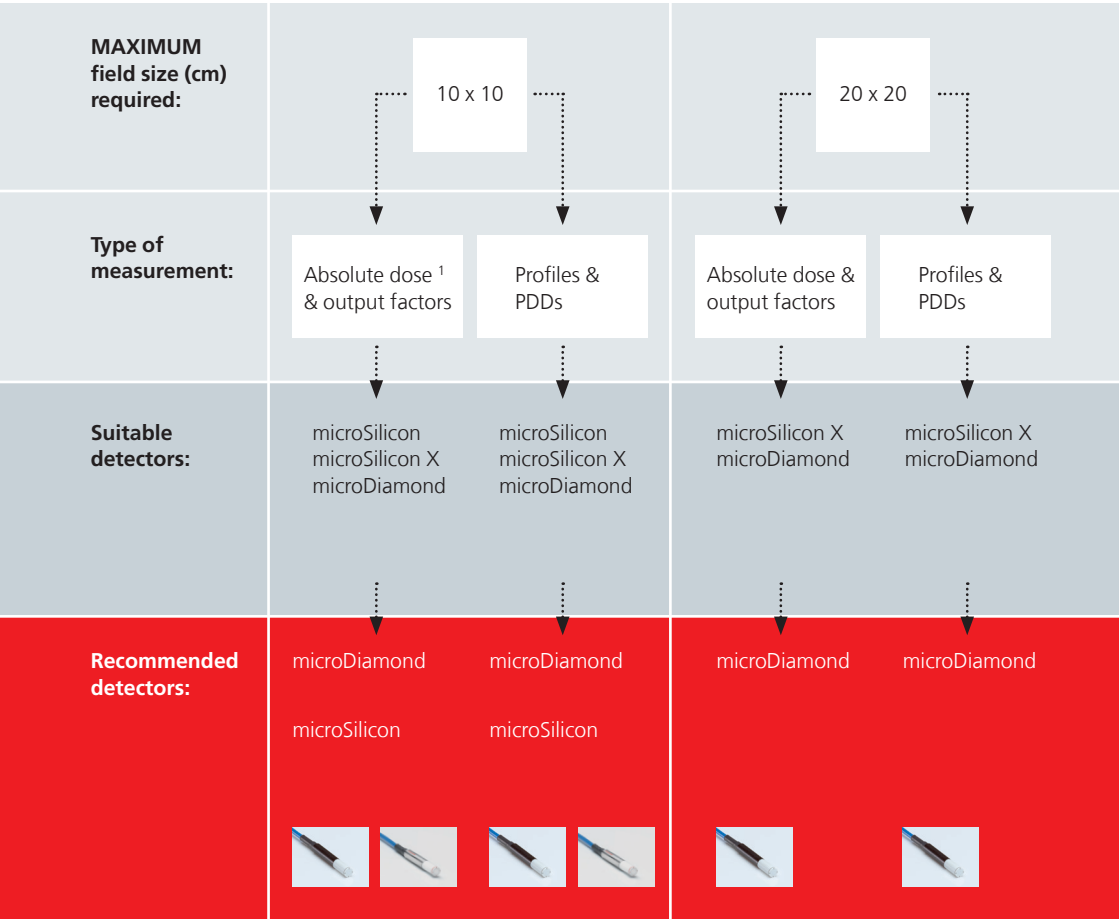 MAXIMUM
field size (cm)
required:
10 x 10
20 x 20
Type of
measurement:
Absolute dose 1
& output factors
Profiles &
PDDs
Absolute dose &
output factors
Profiles &
PDDs
Suitable
detectors:
microSilicon
microSilicon X
microDiamond
microSilicon
microSilicon X
microDiamond
microSilicon X
microDiamond
microSilicon X
microDiamond
Recommended
detectors:
microDiamond
microSilicon
microDiamond
microSilicon
microDiamond
microDiamond